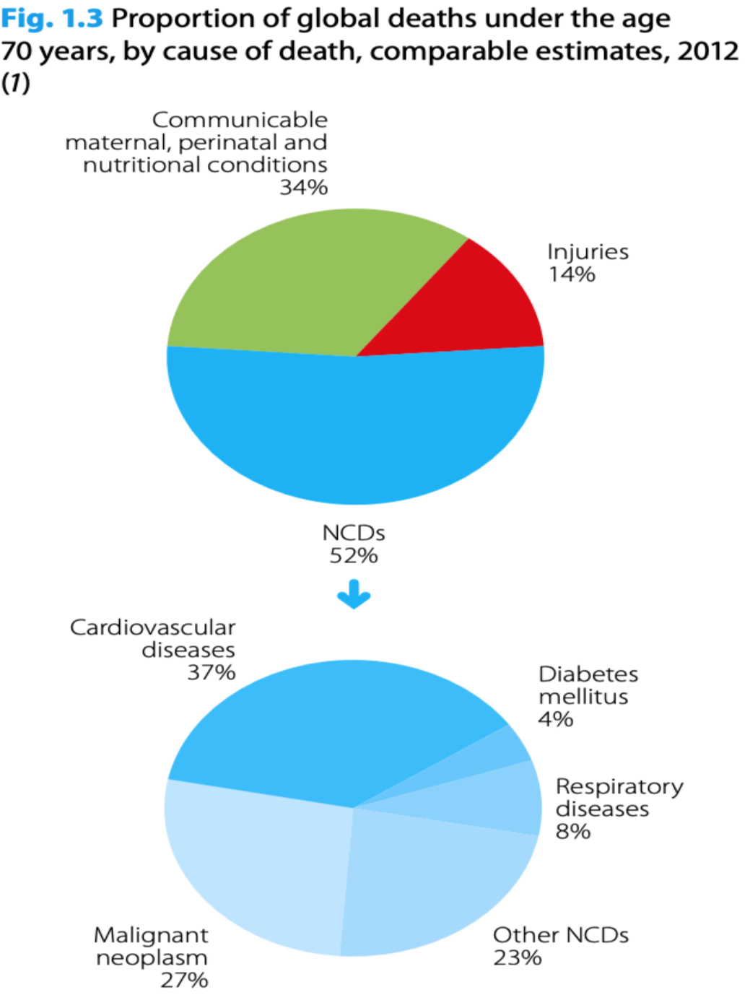 Fig. 1.3 Proportion of global deaths under the age
70 years, by cause of death, comparable estimates, 2012
(1)
Communicable
maternal, perinatal and
nutritional conditions
34%
Injuries
14%
NCDs
52%
Cardiovascular
diseases
37%
Diabetes
mellitus
4%
Respiratory
diseases
8%
Other NCDs
23%
Malignant
neoplasm
27%